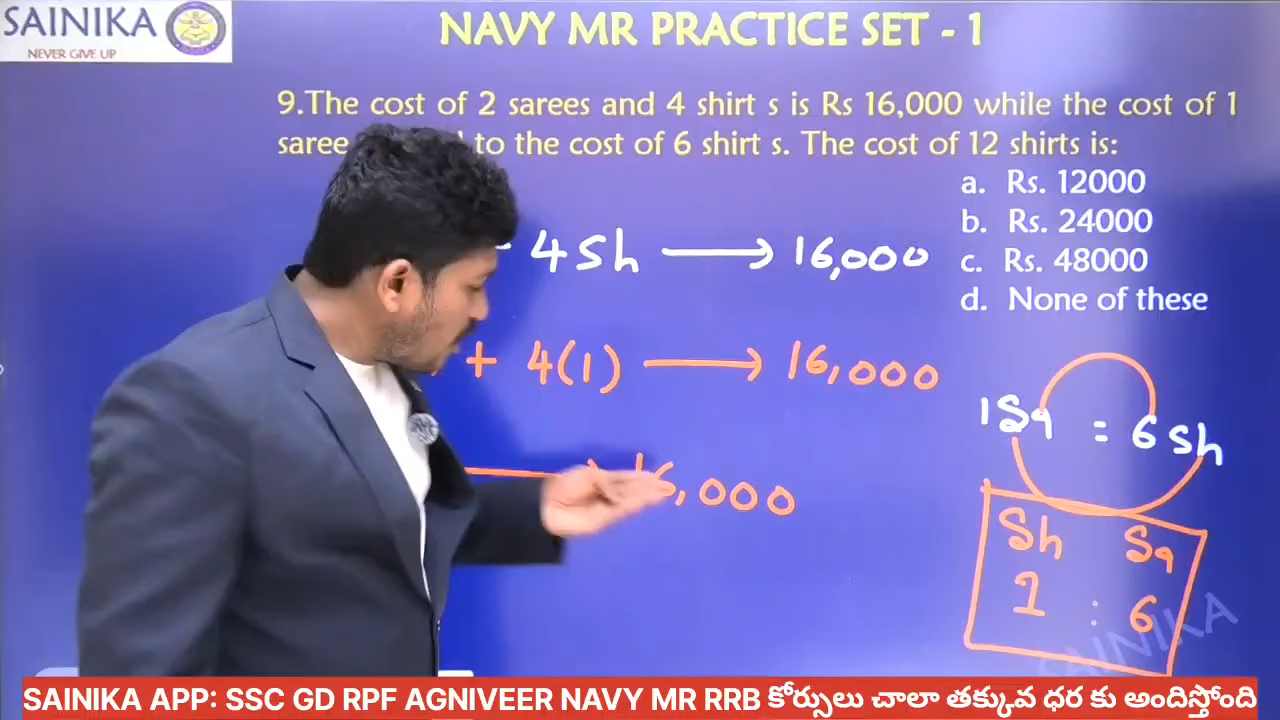 SAINIKA
NEVER GIVE UP
NAVY MR PRACTICE SET - 1
9.The cost of 2 sarees and 4 shirt s is Rs 16,000 while the cost of 1
saree to the cost of 6 shirt s. The cost of 12 shirts is:
a. Rs. 12000
b. Rs. 24000
c. Rs. 48000
d. None of these
4Sh → 16,000
+ 4(1) → 16,000
16,000
1Sa = 6Sh
Sh Sa
1 : 6
SAINIKA
SAINIKA APP: SSC GD RPF AGNIVEER NAVY MR RRB కోర్సులు చాలా తక్కువ ధర కు అందిస్తోంది